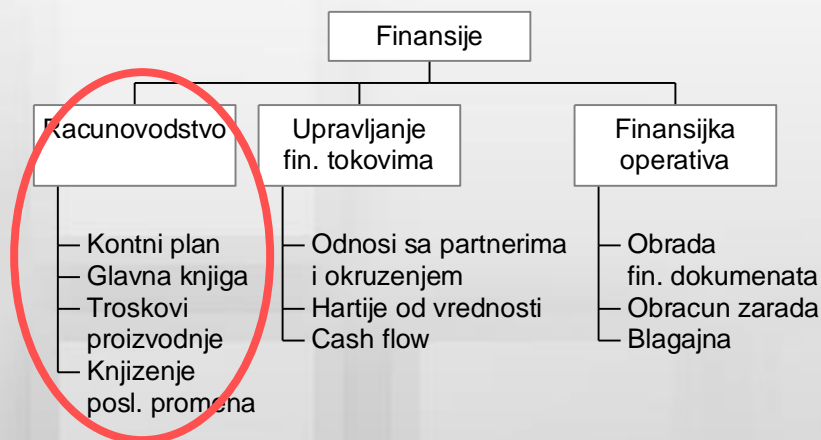 Finansije
Racunovodstvo
Kontni plan
Glavna knjiga
Troskovi
proizvodnje
Knjizenje
posl. promena
Upravljanje
fin. tokovima
Odnosi sa partnerima
i okruzenjem
Hartije od vrednosti
Cash flow
Finansijka
operativa
Obrada
fin. dokumenata
Obracun zarada
Blagajna